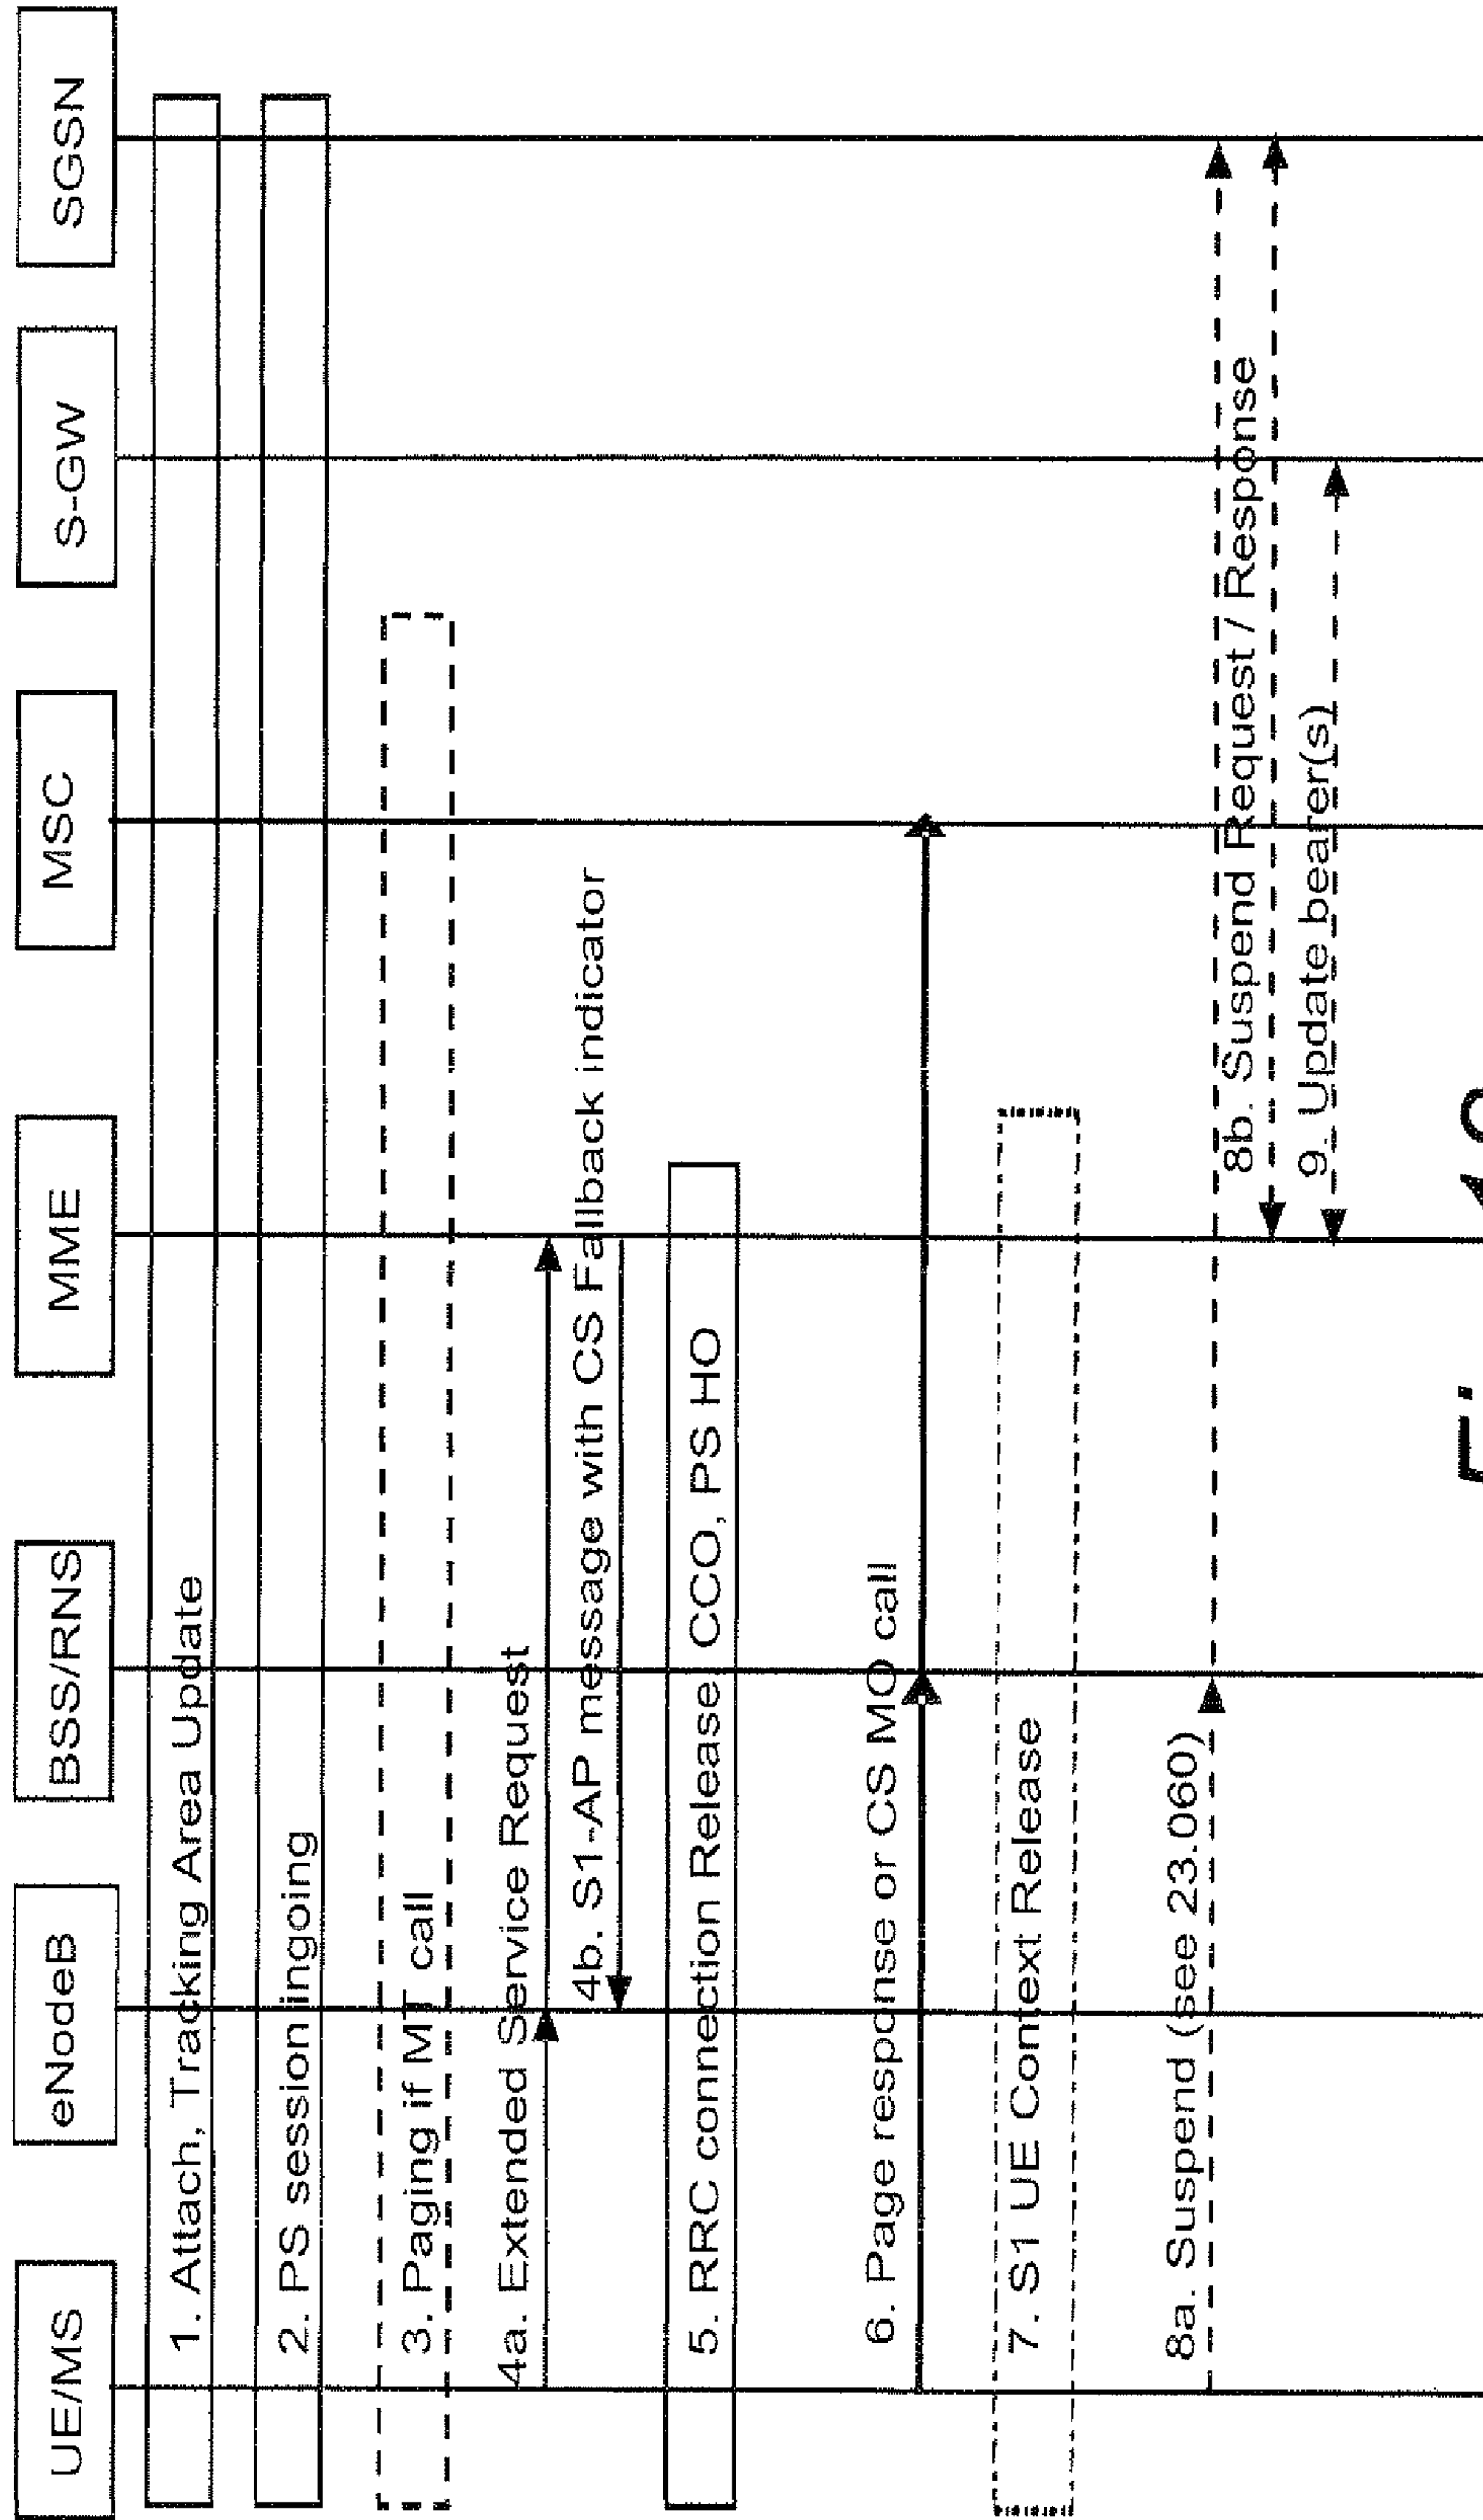 UE/MS
eNodeB
BSS/RNS
MME
MSC
S-GW
SGSN
1. Attach, Tracking Area Update
2. PS session iingoing
3. Paging if MT call
4a. Extended Service Request
4b. S1-AP message with CS Fallback indicator
5. RRC connection Release CCO, PS HO
6. Page response or CS MO call
7. S1 UE Context Release
8a. Suspend (see 23.060)
8b. Suspend Request / Response
9. Update bearer(s)